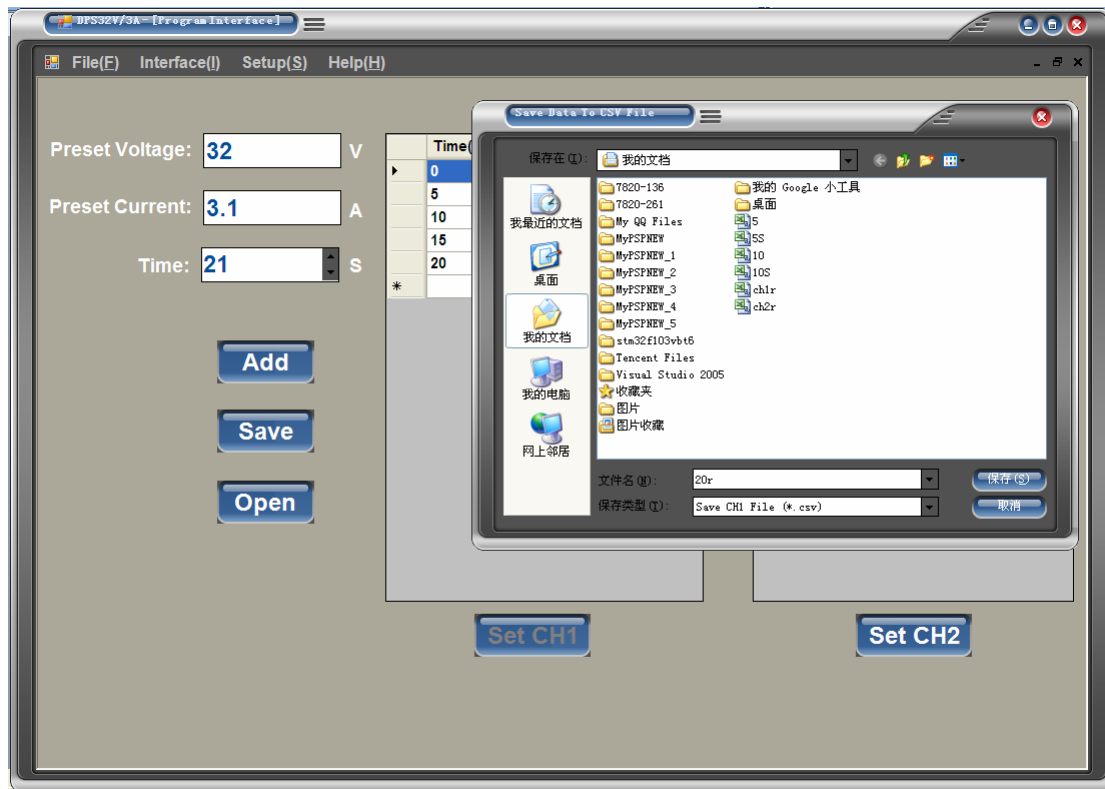 DPS32V/3A-[ProgramInterface]
File(F) Interface(I) Setup(S) Help(H)
Preset Voltage: 32 V
Preset Current: 3.1 A
Time: 21 S
Add
Save
Open
Time(
0
5
10
15
20
*
Set CH1
Set CH2
Save Data To CSV File
保存在(I): 我的文档
我最近的文档
桌面
我的文档
我的电脑
网上邻居
7820-136
7820-261
My QQ Files
MyPSPNEW
MyPSPNEW_1
MyPSPNEW_2
MyPSPNEW_3
MyPSPNEW_4
MyPSPNEW_5
stm32f103vbt6
Tencent Files
Visual Studio 2005
收藏夹
图片
图片收藏
我的 Google 小工具
桌面
5
5S
10
10S
ch1r
ch2r
文件名(N): 20r
保存(S)
保存类型(T): Save CH1 File (*.csv)
取消